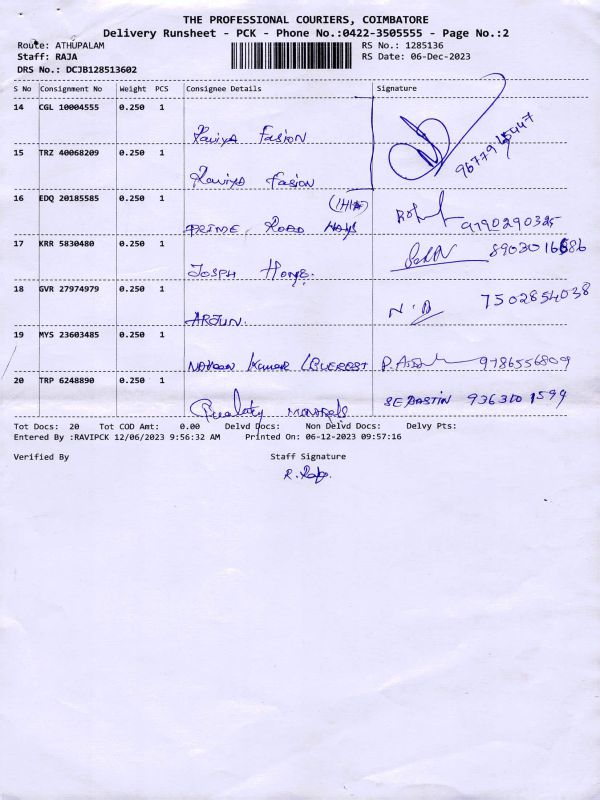 THE PROFESSIONAL COURIERS, COIMBATORE
Delivery Runsheet - PCK - Phone No.:0422-3505555 - Page No.:2
Route: ATHUPALAM RS No.: 1285136
Staff: RAJA RS Date: 06-Dec-2023
DRS No.: DCJB128513602
S No Consignment No Weight PCS Consignee Details Signature
14 CGL 10004555 0.250 1
Kaviya Fasion
15 TRZ 40068209 0.250 1
Kaviya Fasion
16 EDQ 20185585 0.250 1
PRIME ROAD 9790290325
17 KRR 5830480 0.250 1
JOSPH Home.
18 GVR 27974979 0.250 1 7502854038
ARJUN.
19 MYS 23603485 0.250 1
NAVEEN Kumar 9786556809
20 TRP 6248890 0.250 1 SEBASTIN
Tot Docs: 20 Tot COD Amt: 0.00 Delvd Docs: Non Delvd Docs: Delvy Pts:
Entered By :RAVIPCK 12/06/2023 9:56:32 AM Printed On: 06-12-2023 09:57:16
Verified By Staff Signature